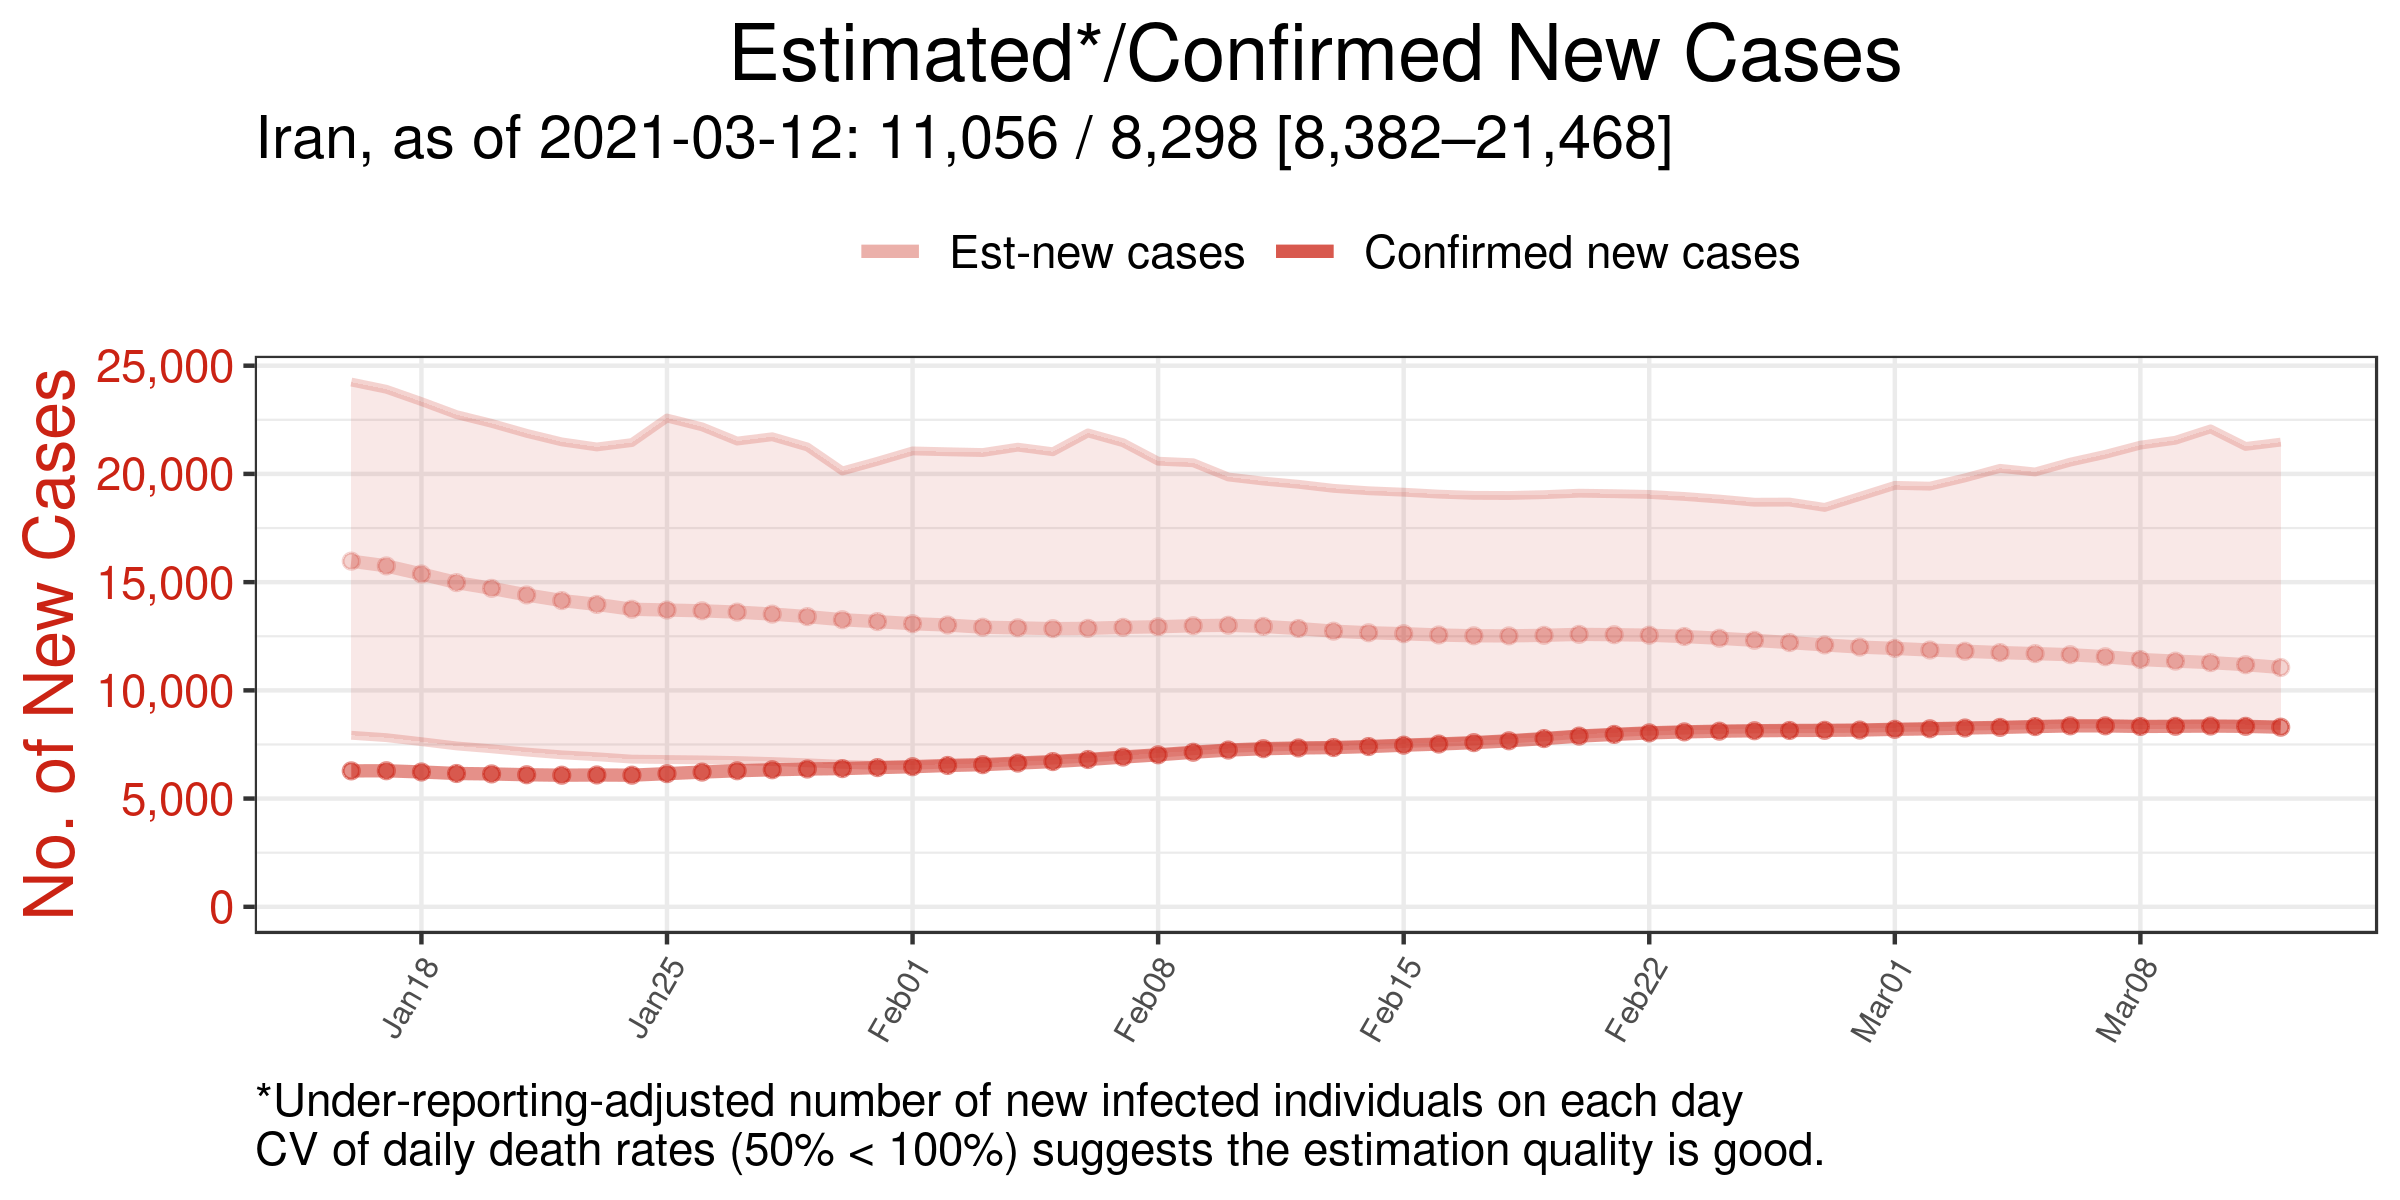 Estimated*/Confirmed New Cases
Iran, as of 2021-03-12: 11,056 / 8,298 [8,382–21,468]
Est-new cases
Confirmed new cases
No. of New Cases
25,000
20,000
15,000
10,000
5,000
0
Jan18
Jan25
Feb01
Feb08
Feb15
Feb22
Mar01
Mar08
*Under-reporting-adjusted number of new infected individuals on each day
CV of daily death rates (50% < 100%) suggests the estimation quality is good.